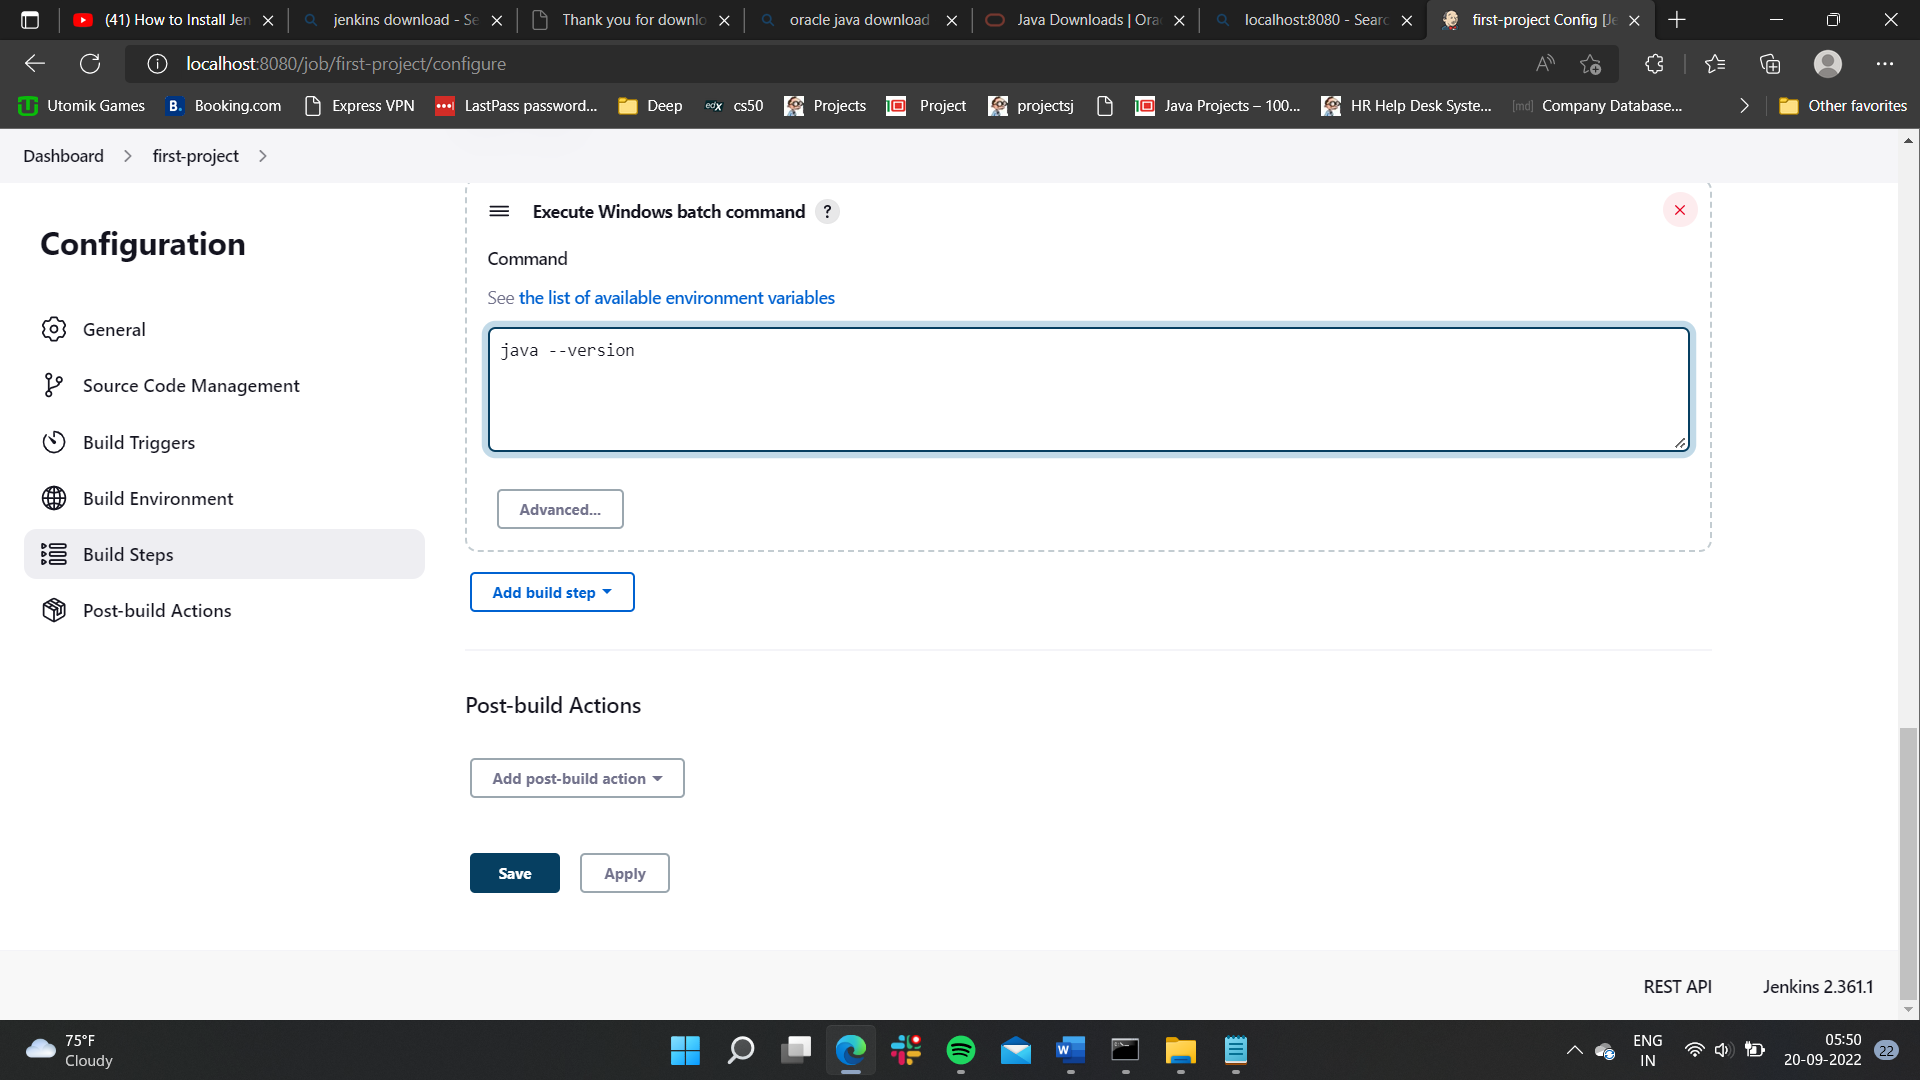 (41) How to Install Jen
jenkins download - Se
Thank you for downlo
oracle java download
Java Downloads | Ora
localhost:8080 - Searc
first-project Config [Je
localhost:8080/job/first-project/configure
Utomik Games
B. Booking.com
Express VPN
LastPass password...
Deep
edx cs50
Projects
Project
projectsj
Java Projects – 100...
HR Help Desk Syste...
[md] Company Database...
Other favorites
Dashboard > first-project >
Configuration
General
Source Code Management
Build Triggers
Build Environment
Build Steps
Post-build Actions
Execute Windows batch command ?
Command
See the list of available environment variables
java --version
Advanced...
Add build step
Post-build Actions
Add post-build action
Save
Apply
REST API
Jenkins 2.361.1
75°F
Cloudy
ENG
IN
05:50
20-09-2022
22